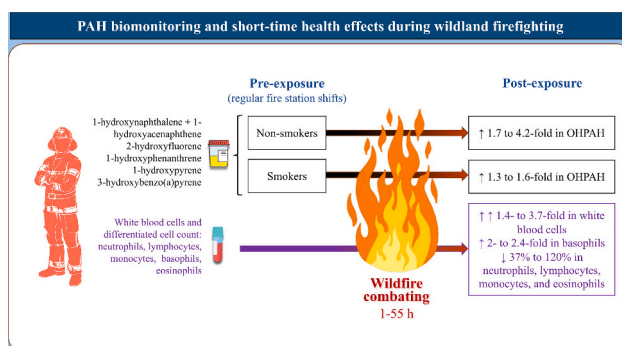 PAH biomonitoring and short-time health effects during wildland firefighting
Pre-exposure
(regular fire station shifts)
Post-exposure
1-hydroxynaphthalene + 1-
hydroxyacenaphthene
2-hydroxyfluorene
1-hydroxyphenanthrene
1-hydroxypyrene
3-hydroxybenzo(a)pyrene
Non-smokers
↑ 1.7 to 4.2-fold in OHPAH
Smokers
↑ 1.3 to 1.6-fold in OHPAH
White blood cells and
differentiated cell count:
neutrophils, lymphocytes,
monocytes, basophils,
eosinophils
↑ ↑ 1.4- to 3.7-fold in white
blood cells
↑ 2- to 2.4-fold in basophils
↓ 37% to 120% in
neutrophils, lymphocytes,
monocytes, and eosinophils
Wildfire
combating
1-55 h